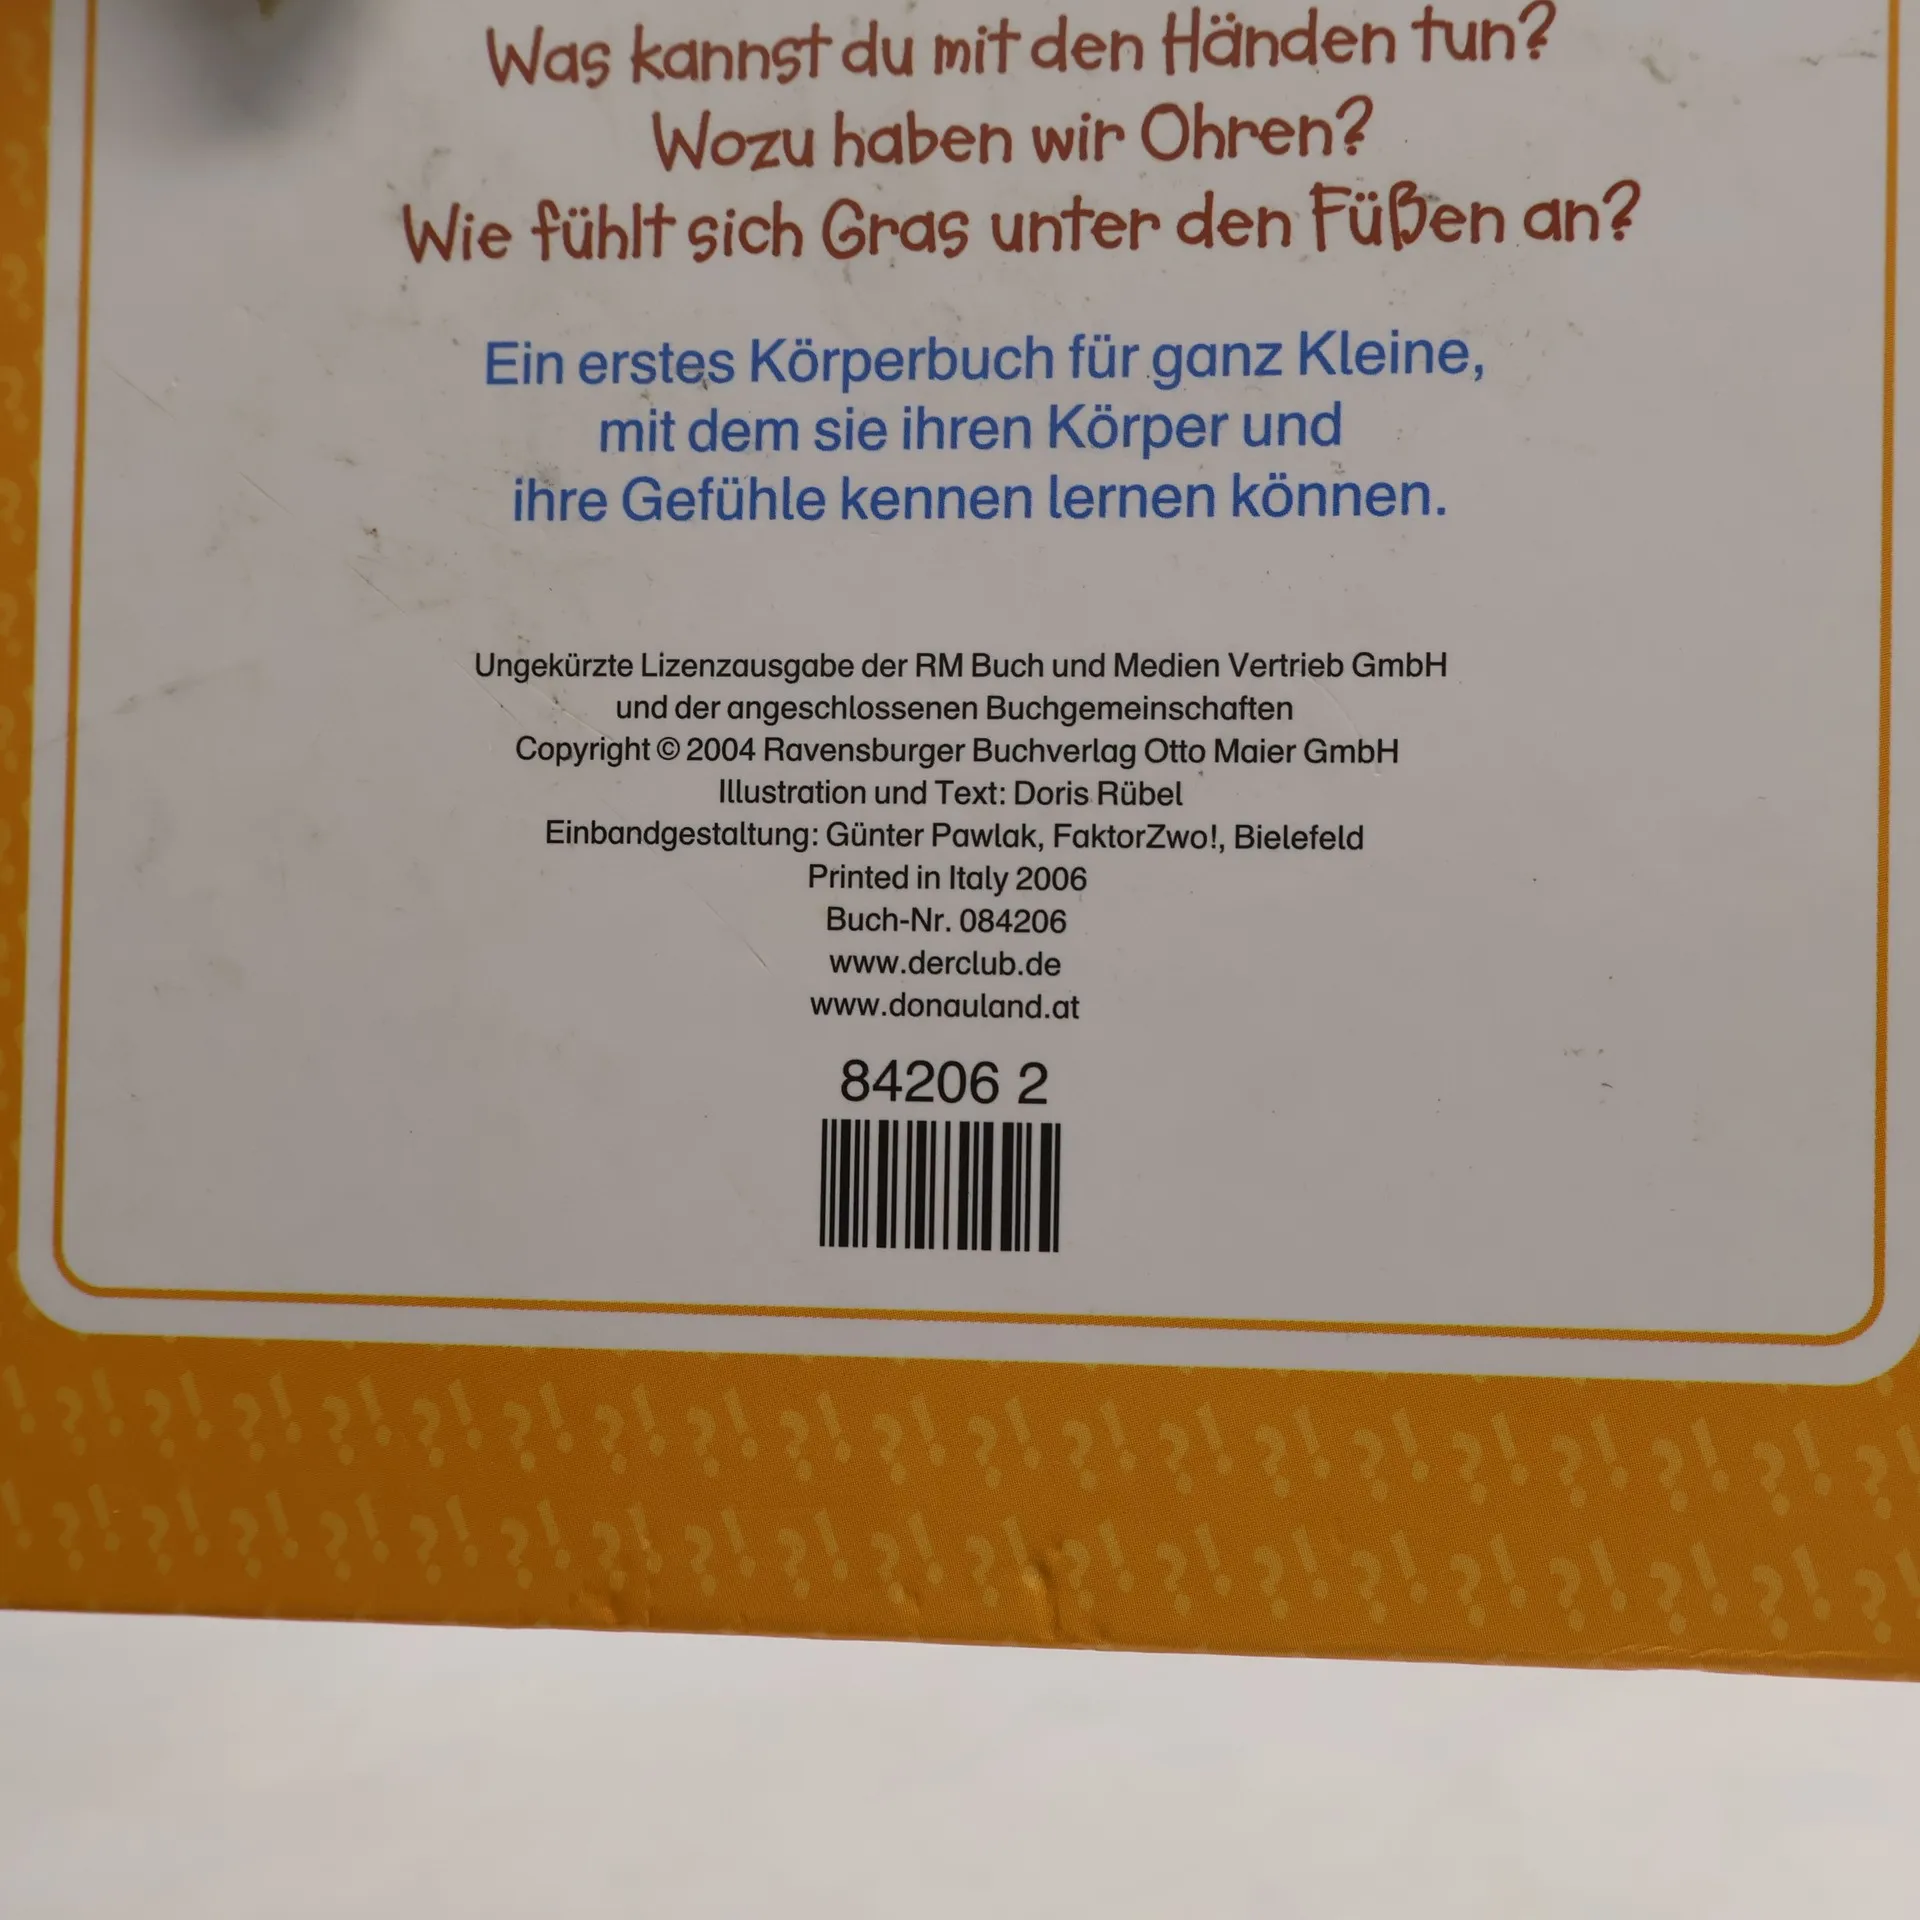 Was kannst du mit den Händen tun?
Wozu haben wir Ohren?
Wie fühlt sich Gras unter den Füßen an?
Ein erstes Körperbuch für ganz Kleine,
mit dem sie ihren Körper und
ihre Gefühle kennen lernen können.
Ungekürzte Lizenzausgabe der RM Buch und Medien Vertrieb GmbH
und der angeschlossenen Buchgemeinschaften
Copyright © 2004 Ravensburger Buchverlag Otto Maier GmbH
Illustration und Text: Doris Rübel
Einbandgestaltung: Günter Pawlak, FaktorZwo!, Bielefeld
Printed in Italy 2006
Buch-Nr. 084206
www.derclub.de
www.donauland.at
84206 2